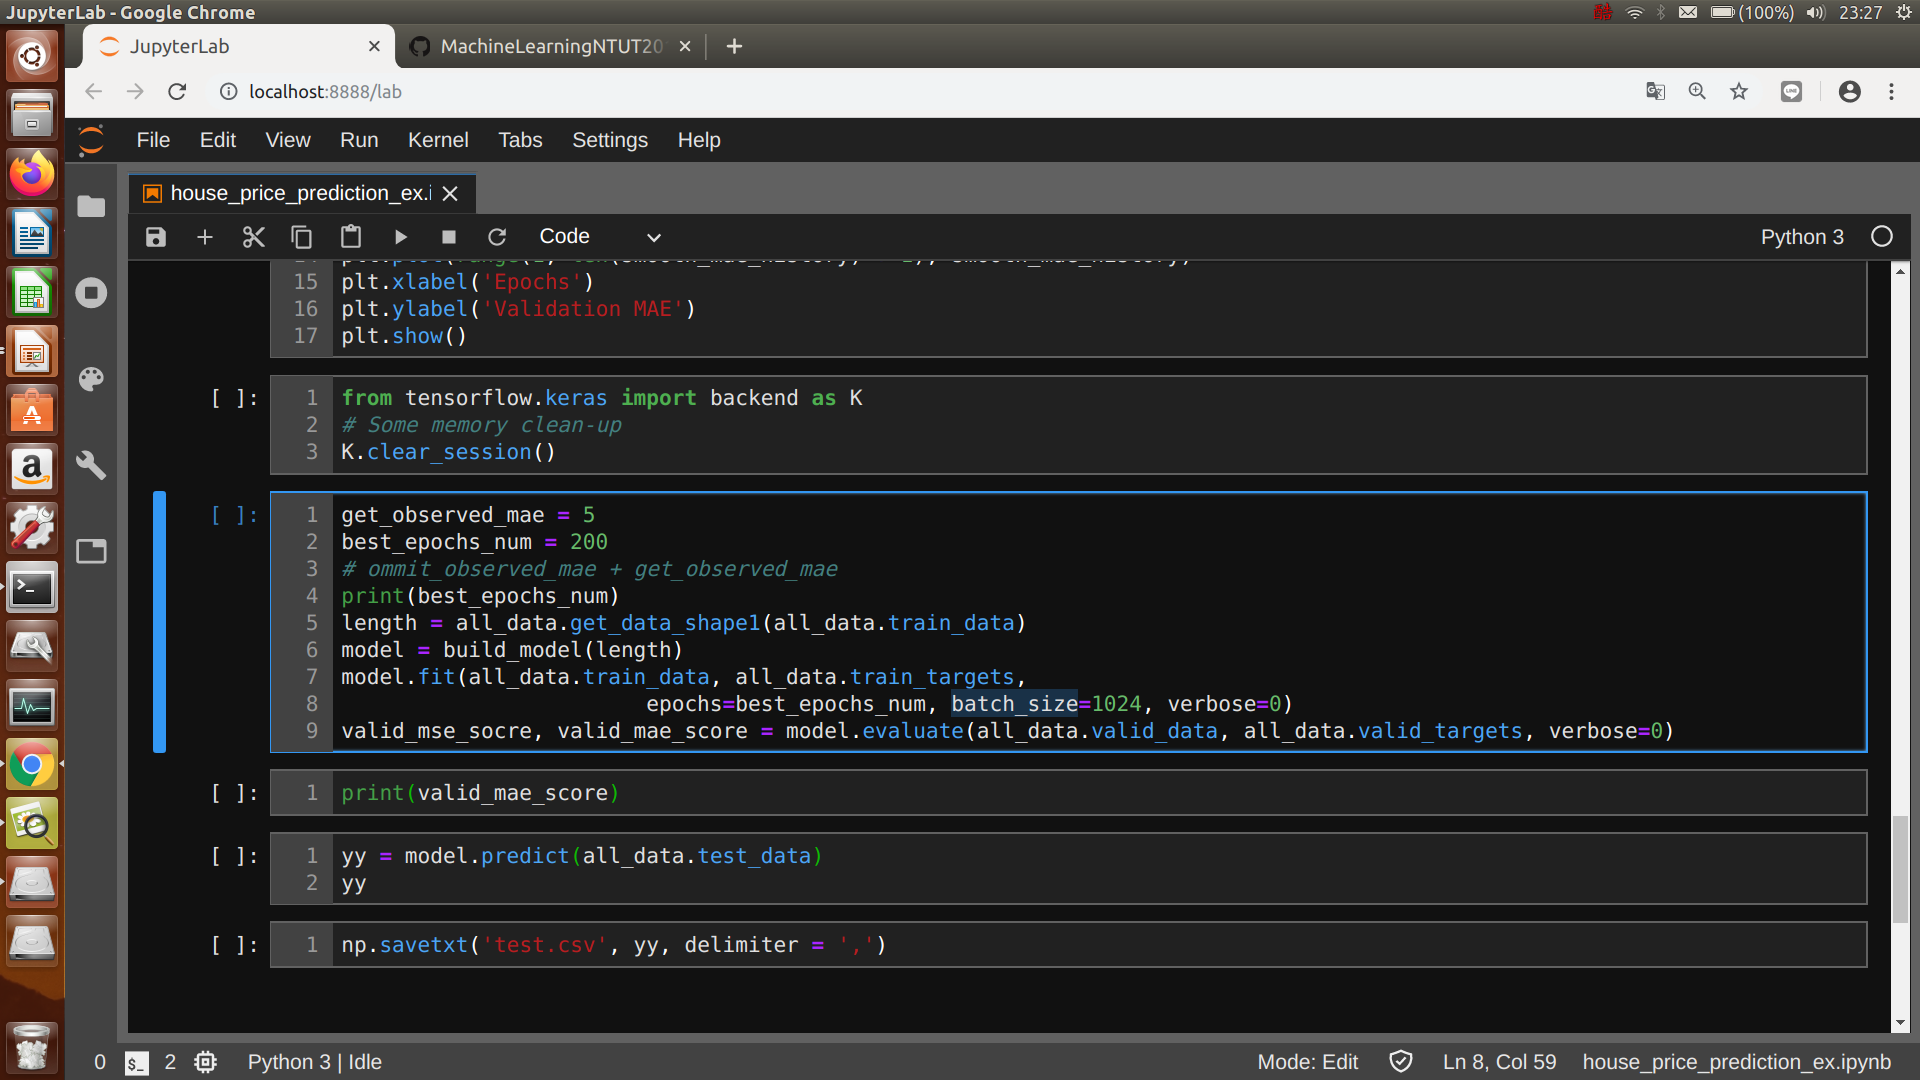 JupyterLab - Google Chrome
酷 (100%) 23:27
JupyterLab
MachineLearningNTUT20
localhost:8888/lab
LINE
File Edit View Run Kernel Tabs Settings Help
house_price_prediction_ex.i
Code
Python 3
15 plt.xlabel('Epochs')
16 plt.ylabel('Validation MAE')
17 plt.show()
[ ]:
1 from tensorflow.keras import backend as K
2 # Some memory clean-up
3 K.clear_session()
[ ]:
1 get_observed_mae = 5
2 best_epochs_num = 200
3 # ommit_observed_mae + get_observed_mae
4 print(best_epochs_num)
5 length = all_data.get_data_shape1(all_data.train_data)
6 model = build_model(length)
7 model.fit(all_data.train_data, all_data.train_targets,
8 epochs=best_epochs_num, batch_size=1024, verbose=0)
9 valid_mse_socre, valid_mae_score = model.evaluate(all_data.valid_data, all_data.valid_targets, verbose=0)
[ ]:
1 print(valid_mae_score)
[ ]:
1 yy = model.predict(all_data.test_data)
2 yy
[ ]:
1 np.savetxt('test.csv', yy, delimiter = ',')
0 $_ 2 Python 3 | Idle
Mode: Edit Ln 8, Col 59 house_price_prediction_ex.ipynb